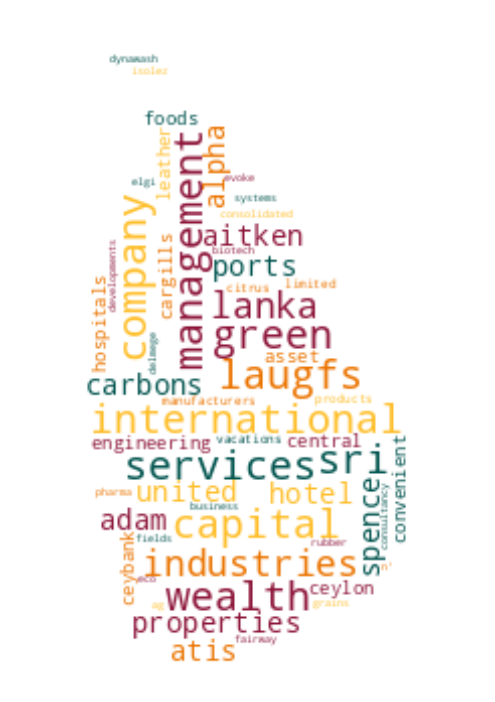 dynawash
isolez
foods
leather
management
alpha
elgi
evoke
company
systems
consolidated
developments
cargills
aitken
biotech
ports
hospitals
citrus
limited
lanka
green
delmege
asset
carbons
laugfs
manufacturers
products
international
engineering
vacations
central
convenient
services
sri
spence
consultancy
pharma
united
hotel
business
adam
capital
ceybank
fields
rubber
industries
eco
wealth
ceylon
ag
grains
properties
fairway
atis